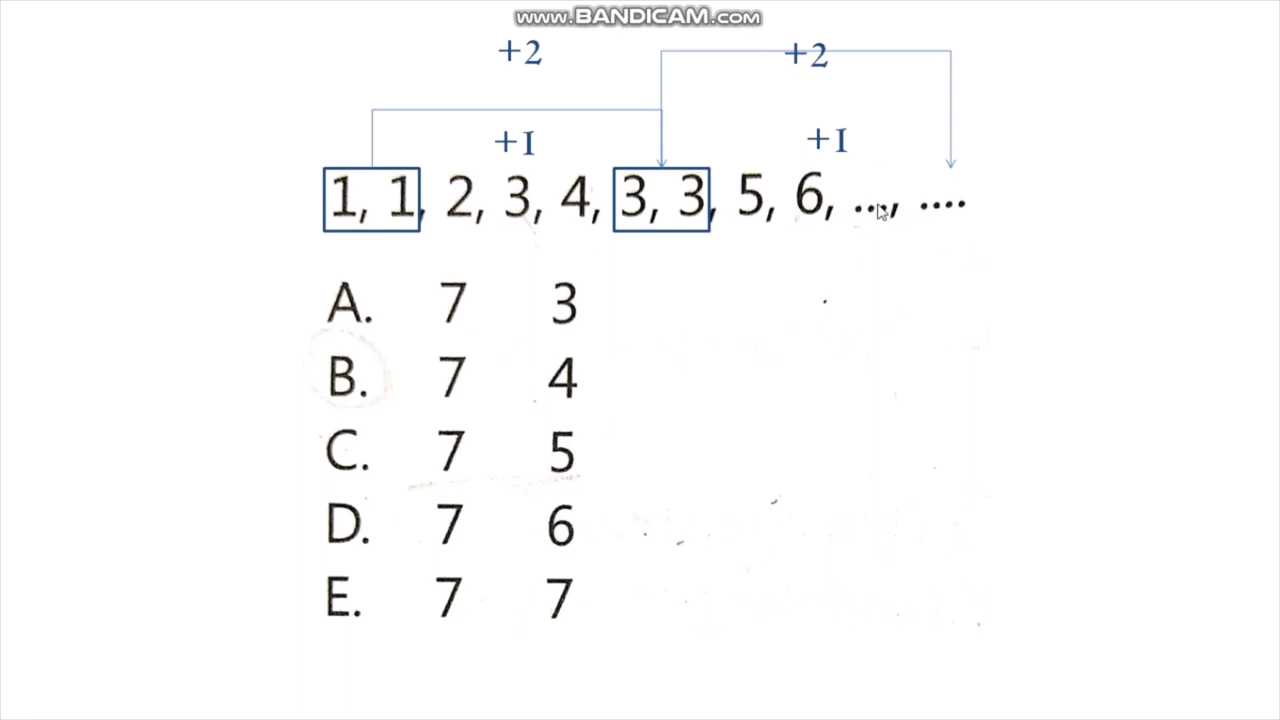 www.BANDICAM.com
+2 +2
+1 +1
1, 1, 2, 3, 4, 3, 3, 5, 6, ..., ....
A. 7 3
B. 7 4
C. 7 5
D. 7 6
E. 7 7